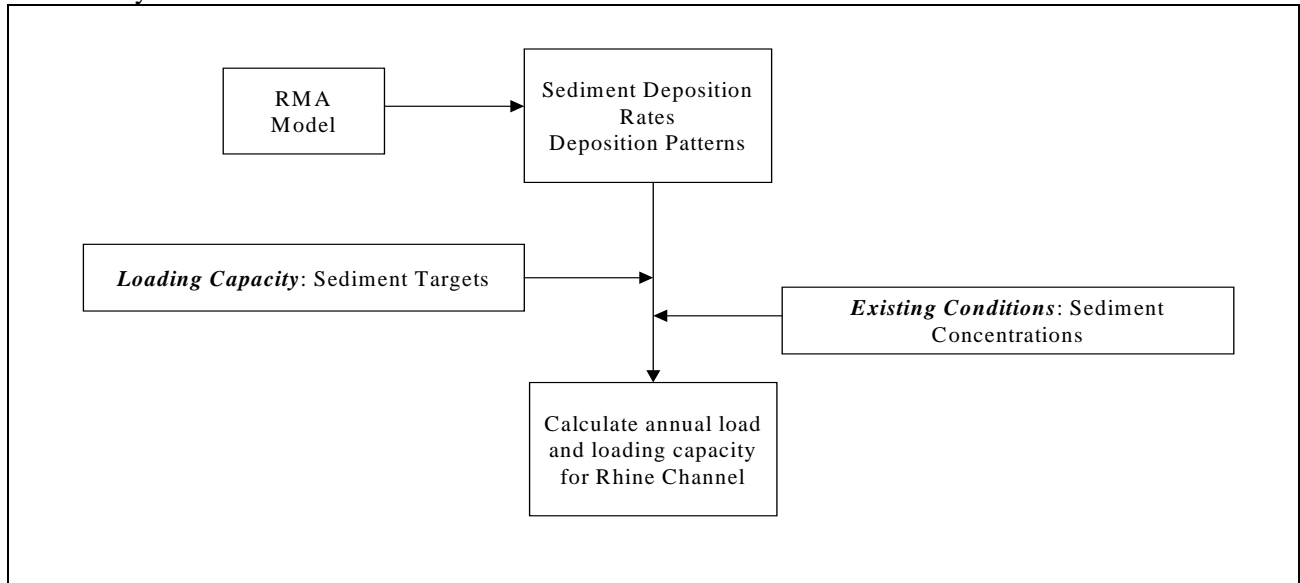 RMA
Model
Sediment Deposition
Rates
Deposition Patterns
Loading Capacity: Sediment Targets
Existing Conditions: Sediment
Concentrations
Calculate annual load
and loading capacity
for Rhine Channel